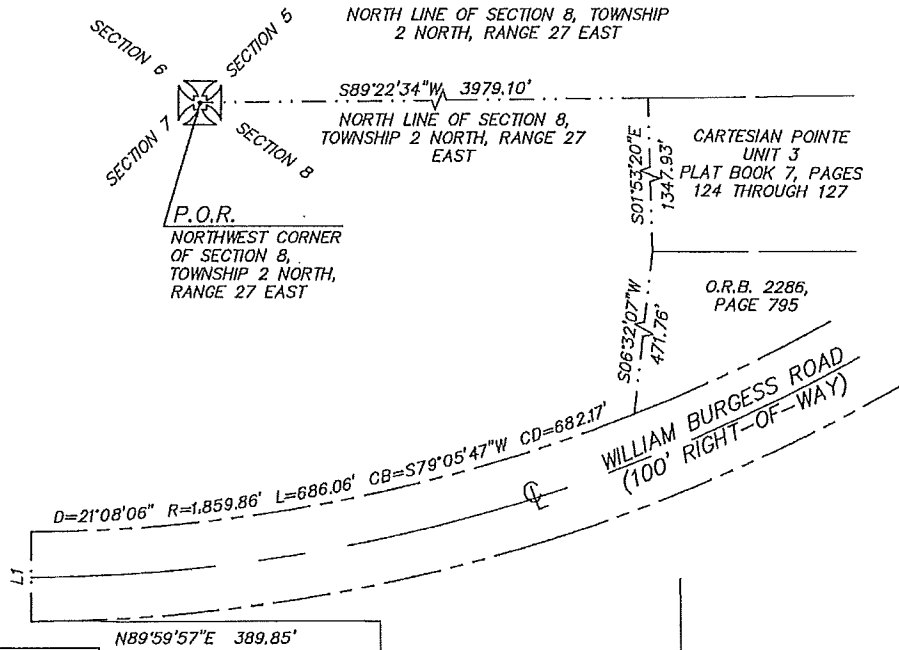 NORTH LINE OF SECTION 8, TOWNSHIP
2 NORTH, RANGE 27 EAST
SECTION 6
SECTION 5
SECTION 7
SECTION 8
S89°22'34"W 3979.10'
NORTH LINE OF SECTION 8,
TOWNSHIP 2 NORTH, RANGE 27
EAST
S01°53'20"E
1347.93'
CARTESIAN POINTE
UNIT 3
PLAT BOOK 7, PAGES
124 THROUGH 127
P.O.R.
NORTHWEST CORNER
OF SECTION 8,
TOWNSHIP 2 NORTH,
RANGE 27 EAST
O.R.B. 2286,
PAGE 795
S06°32'07"W
471.76'
WILLIAM BURGESS ROAD
(100' RIGHT-OF-WAY)
D=21°08'06" R=1,859.86' L=686.06' CB=S79°05'47"W CD=682.17'
CL
L1
N89°59'57"E 389.85'